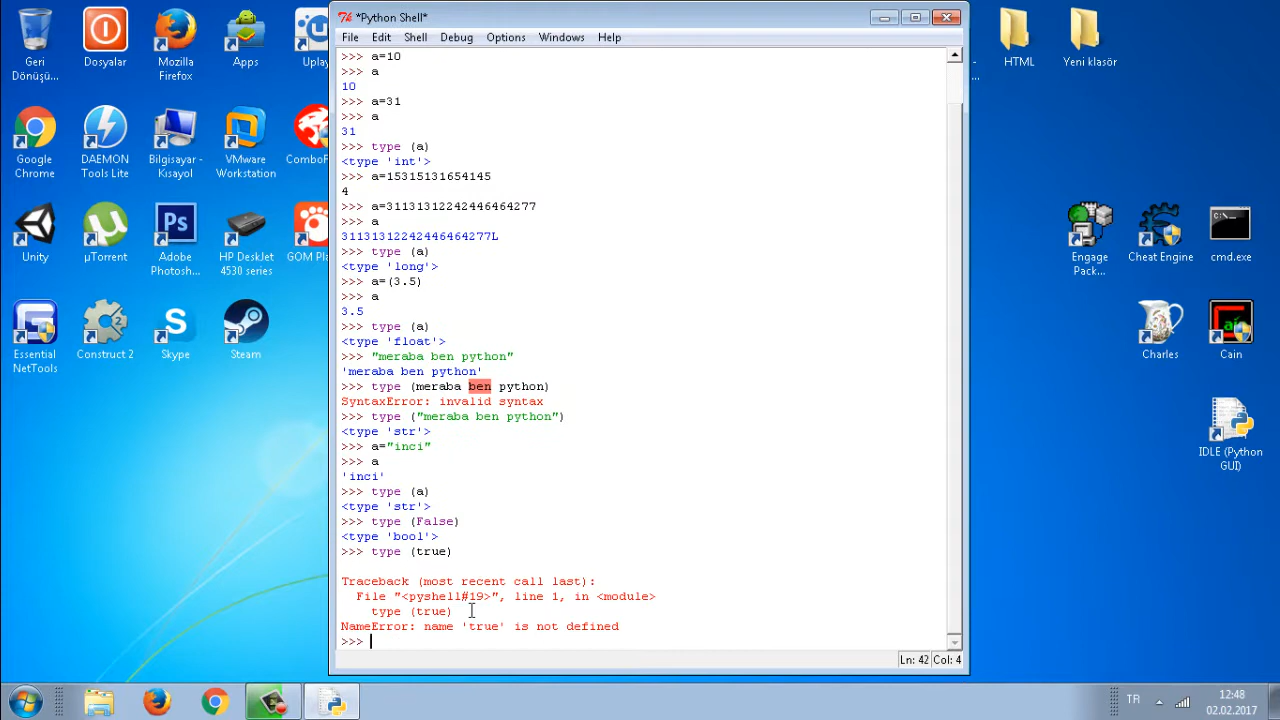 *Python Shell*
File Edit Shell Debug Options Windows Help
>>> a=10
>>> a
10
>>> a=31
>>> a
31
>>> type (a)
<type 'int'>
>>> a=15315131654145
4
>>> a=31131312242446464277
>>> a
31131312242446464277L
>>> type (a)
<type 'long'>
>>> a=(3.5)
>>> a
3.5
>>> type (a)
<type 'float'>
>>> "meraba ben python"
'meraba ben python'
>>> type (meraba ben python)
SyntaxError: invalid syntax
>>> type ("meraba ben python")
<type 'str'>
>>> a="inci"
>>> a
'inci'
>>> type (a)
<type 'str'>
>>> type (False)
<type 'bool'>
>>> type (true)
Traceback (most recent call last):
File "<pyshell#19>", line 1, in <module>
type (true)
NameError: name 'true' is not defined
>>>
Ln: 42 Col: 4
Geri
Dönüşü...
Dosyalar
Mozilla
Firefox
Apps
Uplay
Google
Chrome
DAEMON
Tools Lite
Bilgisayar -
Kısayol
VMware
Workstation
Unity
µTorrent
Ps
Adobe
Photosh...
HP DeskJet
4530 series
Essential
NetTools
Construct 2
Skype
Steam
HTML
Yeni klasör
Engage
Pack...
Cheat Engine
C:\_
cmd.exe
Charles
Cain
IDLE (Python
GUI)
TR
12:48
02.02.2017